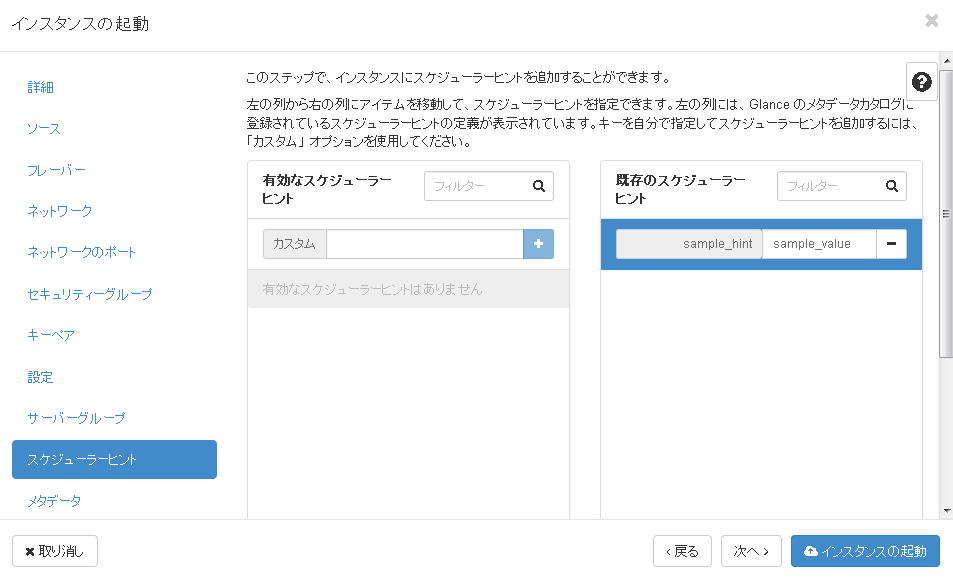 インスタンスの起動
詳細
ソース
フレーバー
ネットワーク
ネットワークのポート
セキュリティーグループ
キーペア
設定
サーバーグループ
スケジューラーヒント
メタデータ
このステップで、インスタンスにスケジューラーヒントを追加することができます。
左の列から右の列にアイテムを移動して、スケジューラーヒントを指定できます。左の列には、Glance のメタデータカタログに
登録されているスケジューラーヒントの定義が表示されています。キーを自分で指定してスケジューラーヒントを追加するには、
「カスタム」 オプションを使用してください。
有効なスケジューラー
ヒント
フィルター
カスタム
有効なスケジューラーヒントはありません
既存のスケジューラー
ヒント
フィルター
sample_hint
sample_value
取り消し
‹ 戻る
次へ ›
インスタンスの起動